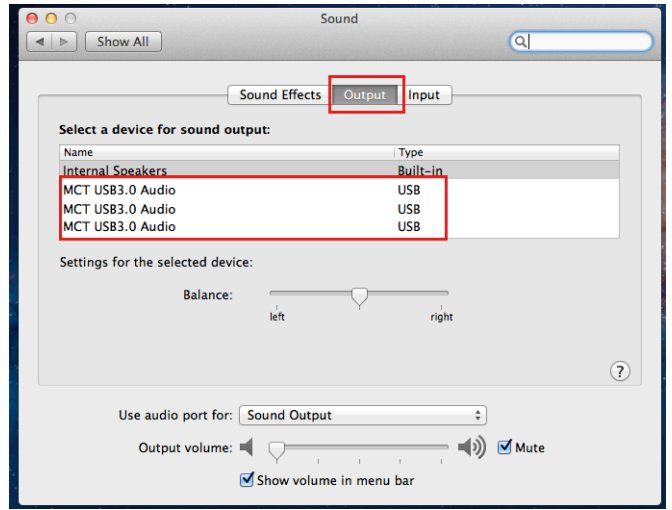 Sound
Show All
Sound Effects Output Input
Select a device for sound output:
Name Type
Internal Speakers Built-in
MCT USB3.0 Audio USB
MCT USB3.0 Audio USB
MCT USB3.0 Audio USB
Settings for the selected device:
Balance:
left right
?
Use audio port for: Sound Output
Output volume: Mute
Show volume in menu bar